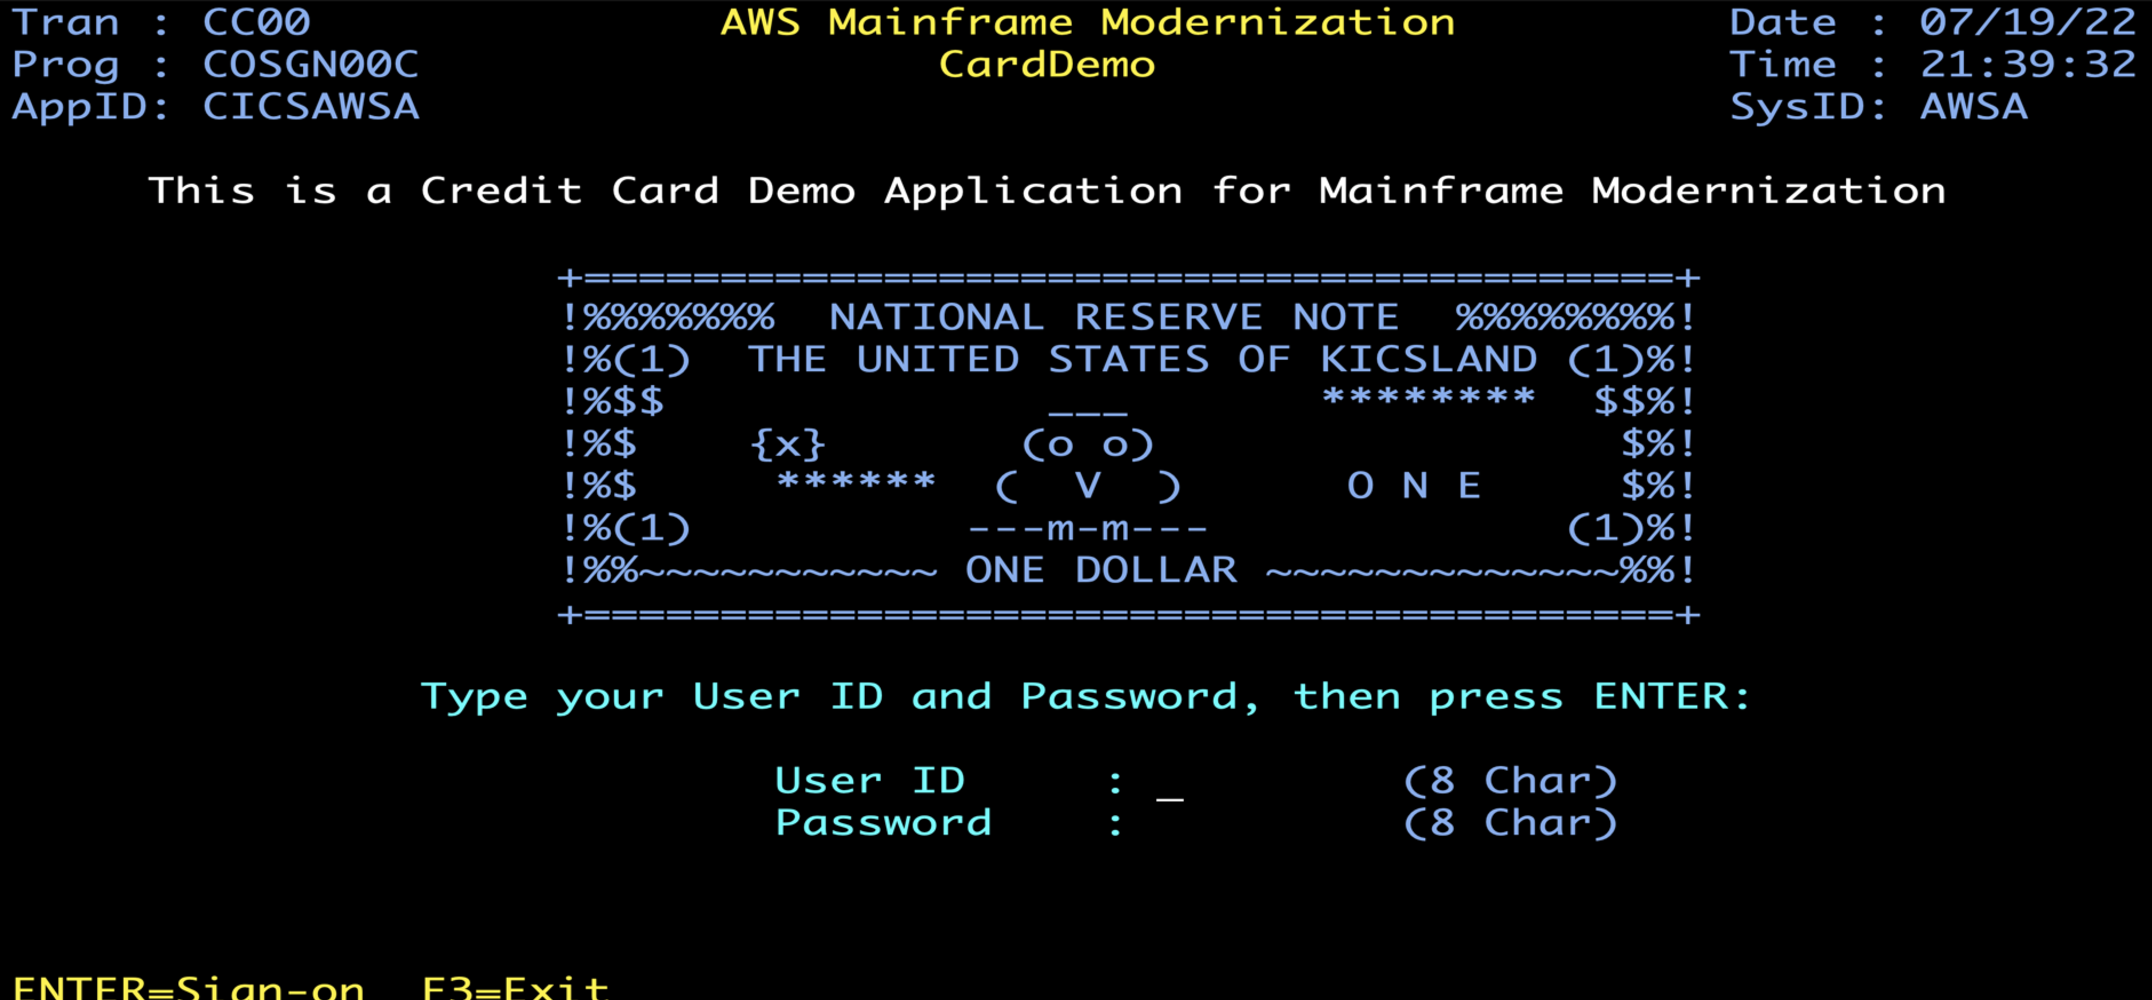 Tran : CC00 AWS Mainframe Modernization Date : 07/19/22
Prog : COSGN00C CardDemo Time : 21:39:32
AppID: CICSAWSA SysID: AWSA
This is a Credit Card Demo Application for Mainframe Modernization
+========================================+
!%%%%%%% NATIONAL RESERVE NOTE %%%%%%%%!
!%(1) THE UNITED STATES OF KICSLAND (1)%!
!%$$ ___ ******** $$%!
!%$ {x} (o o) $%!
!%$ ****** ( V ) O N E $%!
!%(1) ---m-m--- (1)%!
!%%~~~~~~~~~~~ ONE DOLLAR ~~~~~~~~~~~~~%%!
+========================================+
Type your User ID and Password, then press ENTER:
User ID : _ (8 Char)
Password : (8 Char)
ENTER=Sign-on F3=Exit